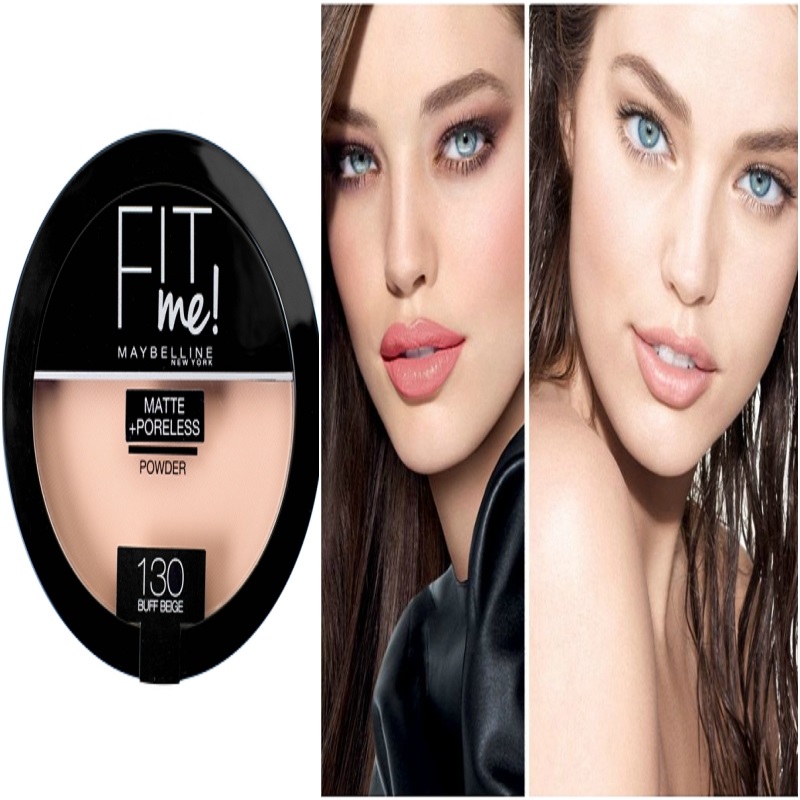 FIT
me!
MAYBELLINE
NEW YORK
MATTE
+PORELESS
POWDER
130
BUFF BEIGE